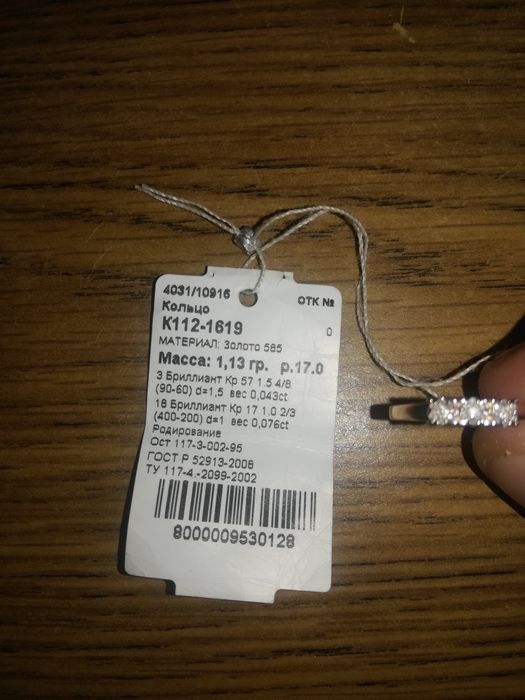 4031/10916 ОТК №
Кольцо
К112-1619 0
МАТЕРИАЛ: Золото 585
Масса: 1,13 гр. р.17.0
3 Бриллиант Кр 57 1.5 4/8
(90-60) d=1,5 вес 0,043ct
18 Бриллиант Кр 17 1.0 2/3
(400-200) d=1 вес 0,076ct
Родирование
Ост 117-3-002-95
ГОСТ Р 52913-2008
ТУ 117-4.-2099-2002
8000009530128